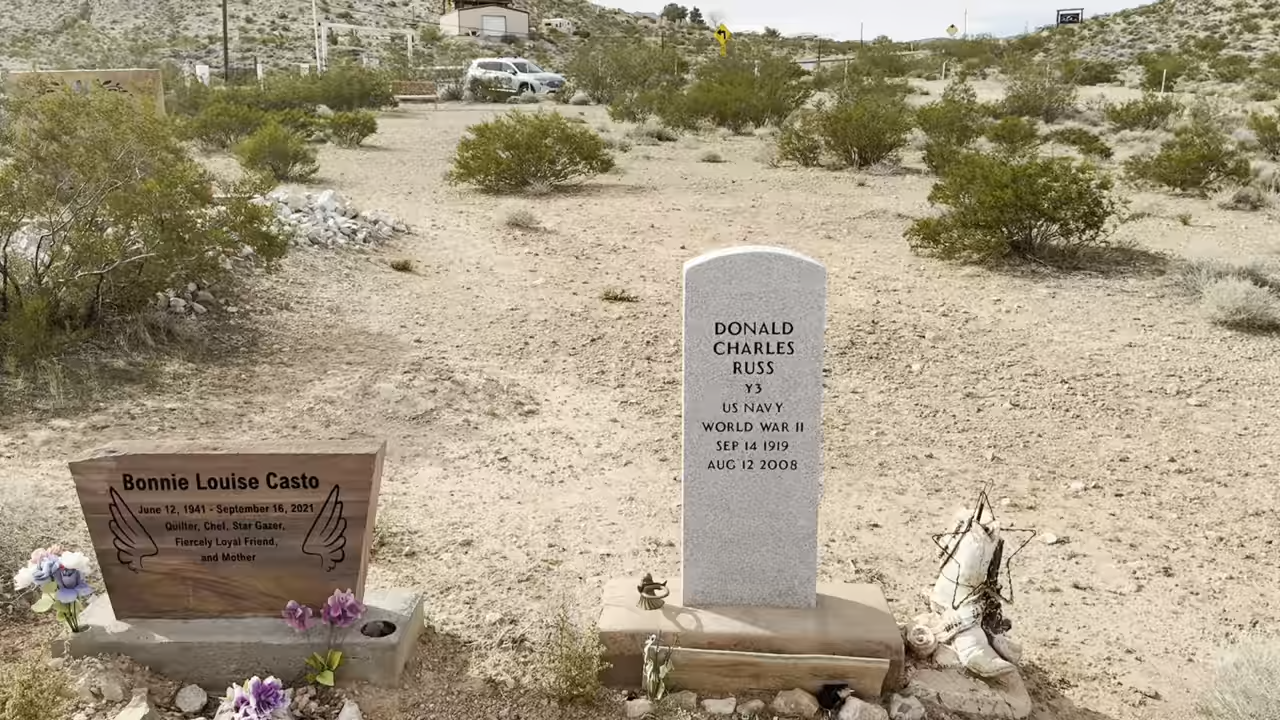 Bonnie Louise Casto
June 12, 1941 - September 16, 2021
Quilter, Chef, Star Gazer,
Fiercely Loyal Friend,
and Mother
DONALD
CHARLES
RUSS
Y3
US NAVY
WORLD WAR II
SEP 14 1919
AUG 12 2008